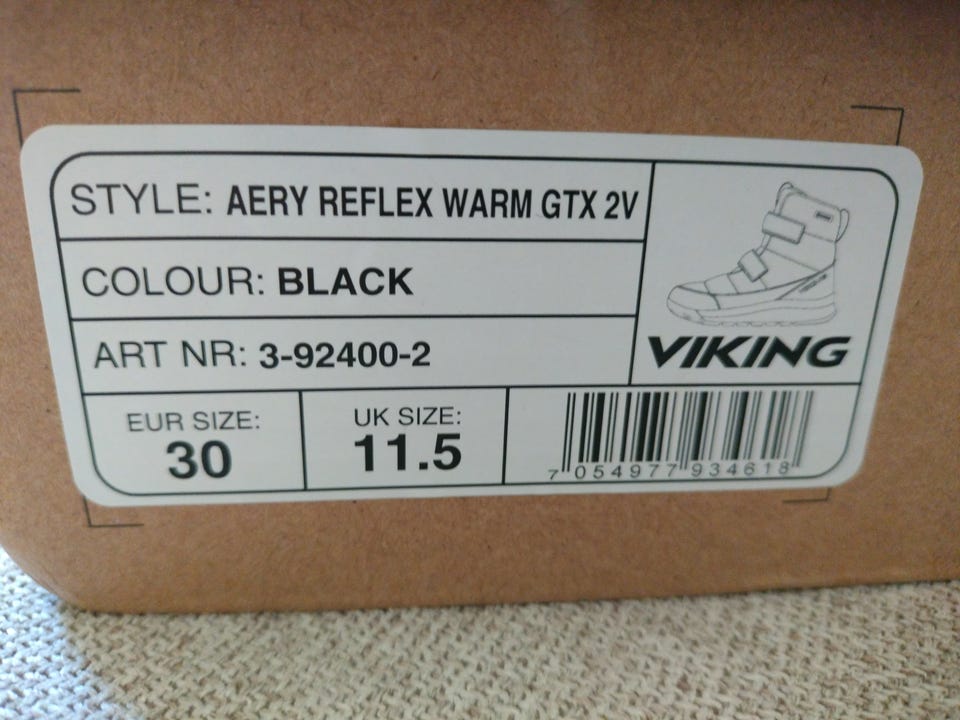 STYLE: AERY REFLEX WARM GTX 2V
COLOUR: BLACK
ART NR: 3-92400-2
VIKING
EUR SIZE:
30
UK SIZE:
11.5
7 054977 934618